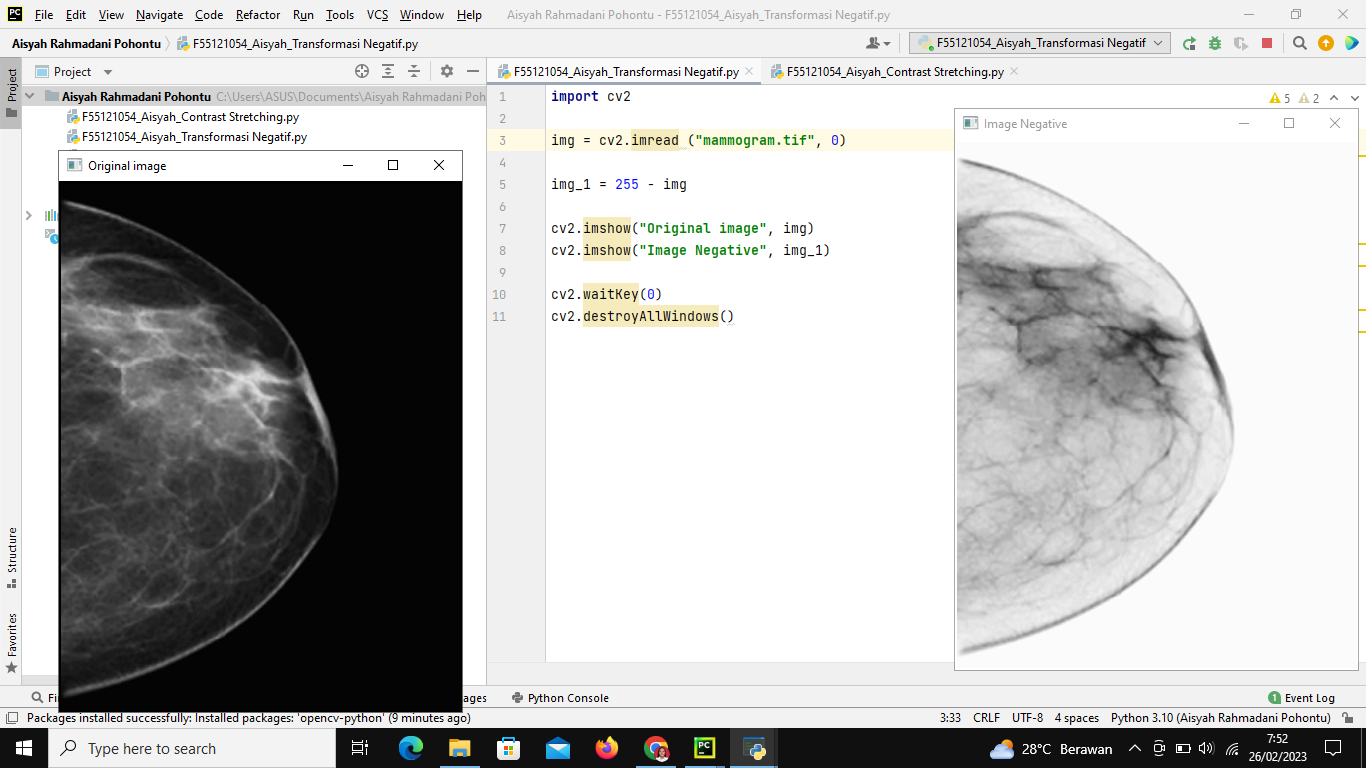 PC File Edit View Navigate Code Refactor Run Tools VCS Window Help Aisyah Rahmadani Pohontu - F55121054_Aisyah_Transformasi Negatif.py
Aisyah Rahmadani Pohontu F55121054_Aisyah_Transformasi Negatif.py F55121054_Aisyah_Transformasi Negatif
Project
Project
F55121054_Aisyah_Transformasi Negatif.py F55121054_Aisyah_Contrast Stretching.py
Aisyah Rahmadani Pohontu C:\Users\ASUS\Documents\Aisyah Rahmadani Poh
F55121054_Aisyah_Contrast Stretching.py
F55121054_Aisyah_Transformasi Negatif.py
Original image
1 import cv2
2
3 img = cv2.imread ("mammogram.tif", 0)
4
5 img_1 = 255 - img
6
7 cv2.imshow("Original image", img)
8 cv2.imshow("Image Negative", img_1)
9
10 cv2.waitKey(0)
11 cv2.destroyAllWindows()
5 2
Image Negative
Structure
Favorites
Python Console
1 Event Log
Packages installed successfully: Installed packages: 'opencv-python' (9 minutes ago)
3:33 CRLF UTF-8 4 spaces Python 3.10 (Aisyah Rahmadani Pohontu)
Type here to search
PC
28°C Berawan
7:52
26/02/2023